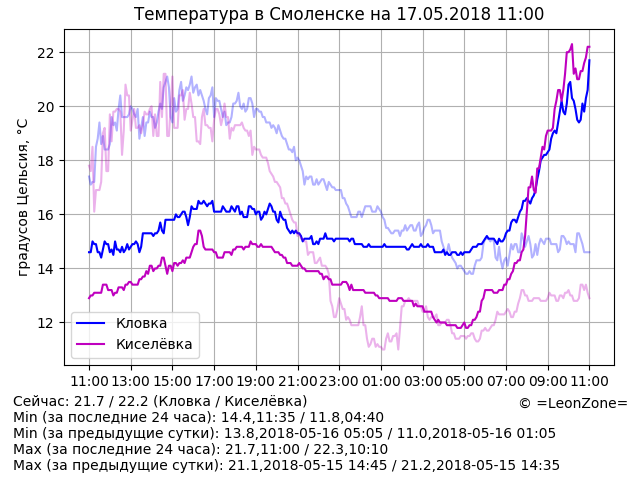 Температура в Смоленске на 17.05.2018 11:00
градусов Цельсия, °C
22
20
18
16
14
12
Кловка
Киселёвка
11:00 13:00 15:00 17:00 19:00 21:00 23:00 01:00 03:00 05:00 07:00 09:00 11:00
Сейчас: 21.7 / 22.2 (Кловка / Киселёвка)
© =LeonZone=
Min (за последние 24 часа): 14.4,11:35 / 11.8,04:40
Min (за предыдущие сутки): 13.8,2018-05-16 05:05 / 11.0,2018-05-16 01:05
Max (за последние 24 часа): 21.7,11:00 / 22.3,10:10
Max (за предыдущие сутки): 21.1,2018-05-15 14:45 / 21.2,2018-05-15 14:35